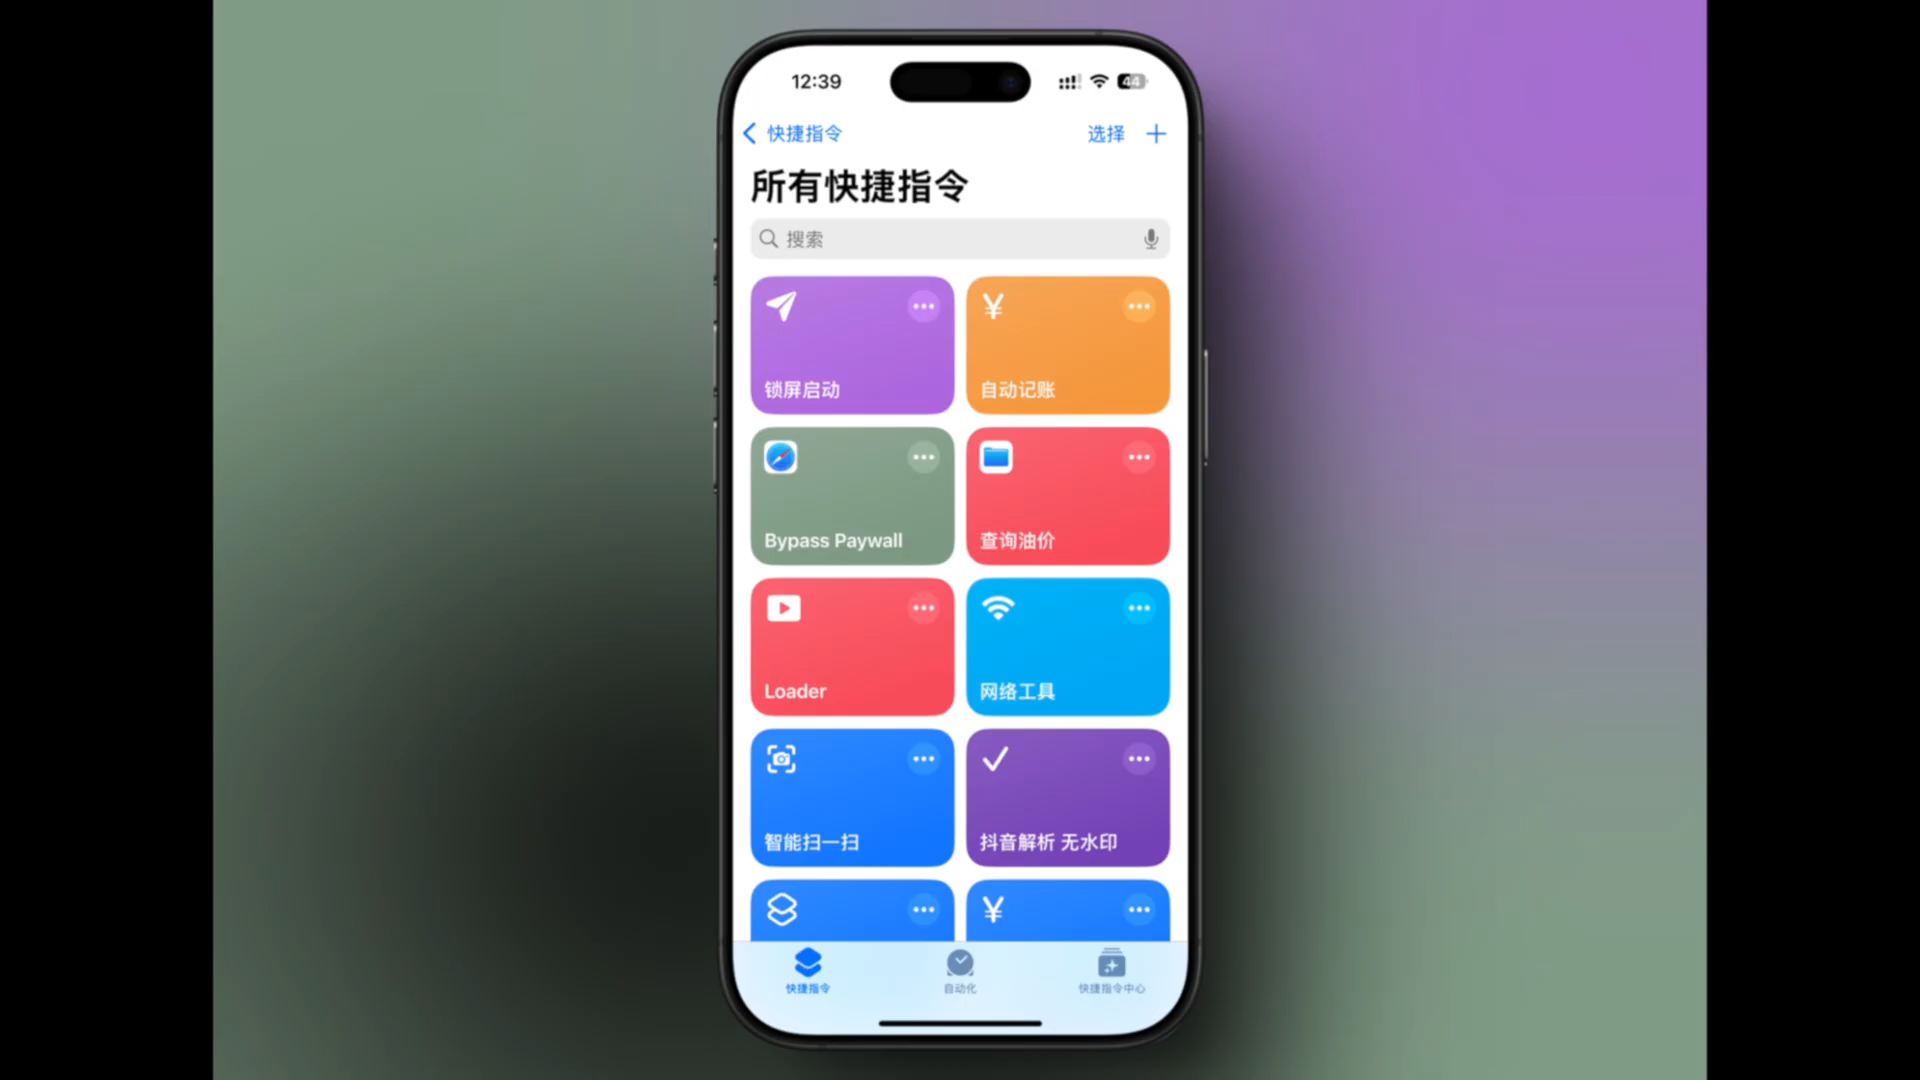 12:39
44
快捷指令
选择
所有快捷指令
搜索
锁屏启动
¥
自动记账
Bypass Paywall
查询油价
Loader
网络工具
智能扫一扫
抖音解析 无水印
¥
快捷指令
自动化
快捷指令中心